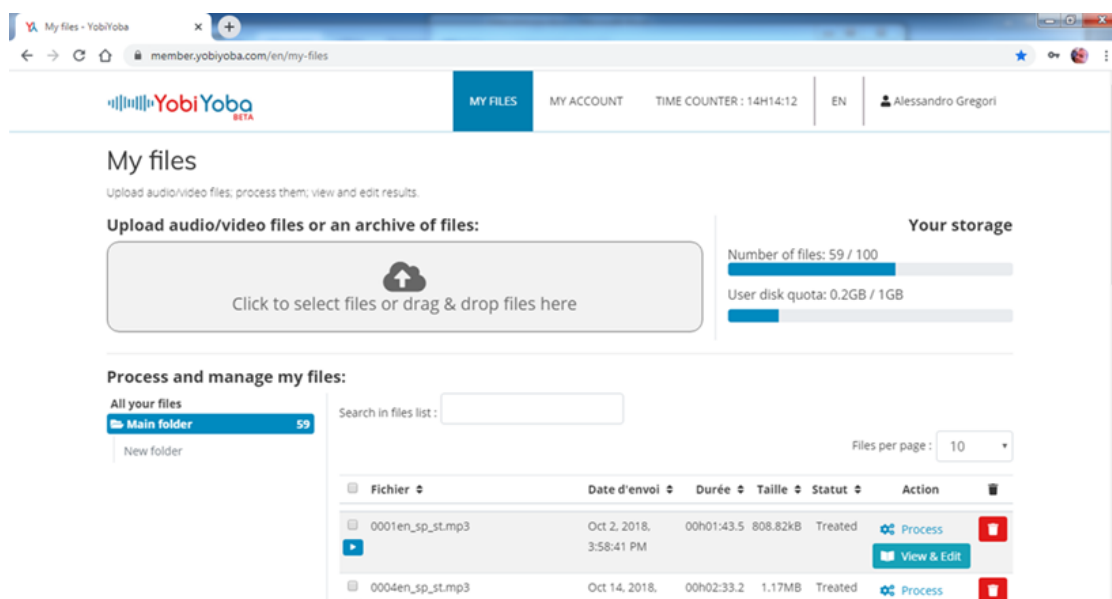 My files - YobiYoba
member.yobiyoba.com/en/my-files
YobiYoba
BETA
MY FILES
MY ACCOUNT
TIME COUNTER : 14H14:12
EN
Alessandro Gregori
My files
Upload audio/video files; process them; view and edit results.
Upload audio/video files or an archive of files:
Click to select files or drag & drop files here
Your storage
Number of files: 59 / 100
User disk quota: 0.2GB / 1GB
Process and manage my files:
All your files
Main folder 59
New folder
Search in files list :
Files per page : 10
Fichier Date d'envoi Durée Taille Statut Action
0001en_sp_st.mp3 Oct 2, 2018, 00h01:43.5 808.82kB Treated Process
3:58:41 PM View & Edit
0004en_sp_st.mp3 Oct 14, 2018, 00h02:33.2 1.17MB Treated Process